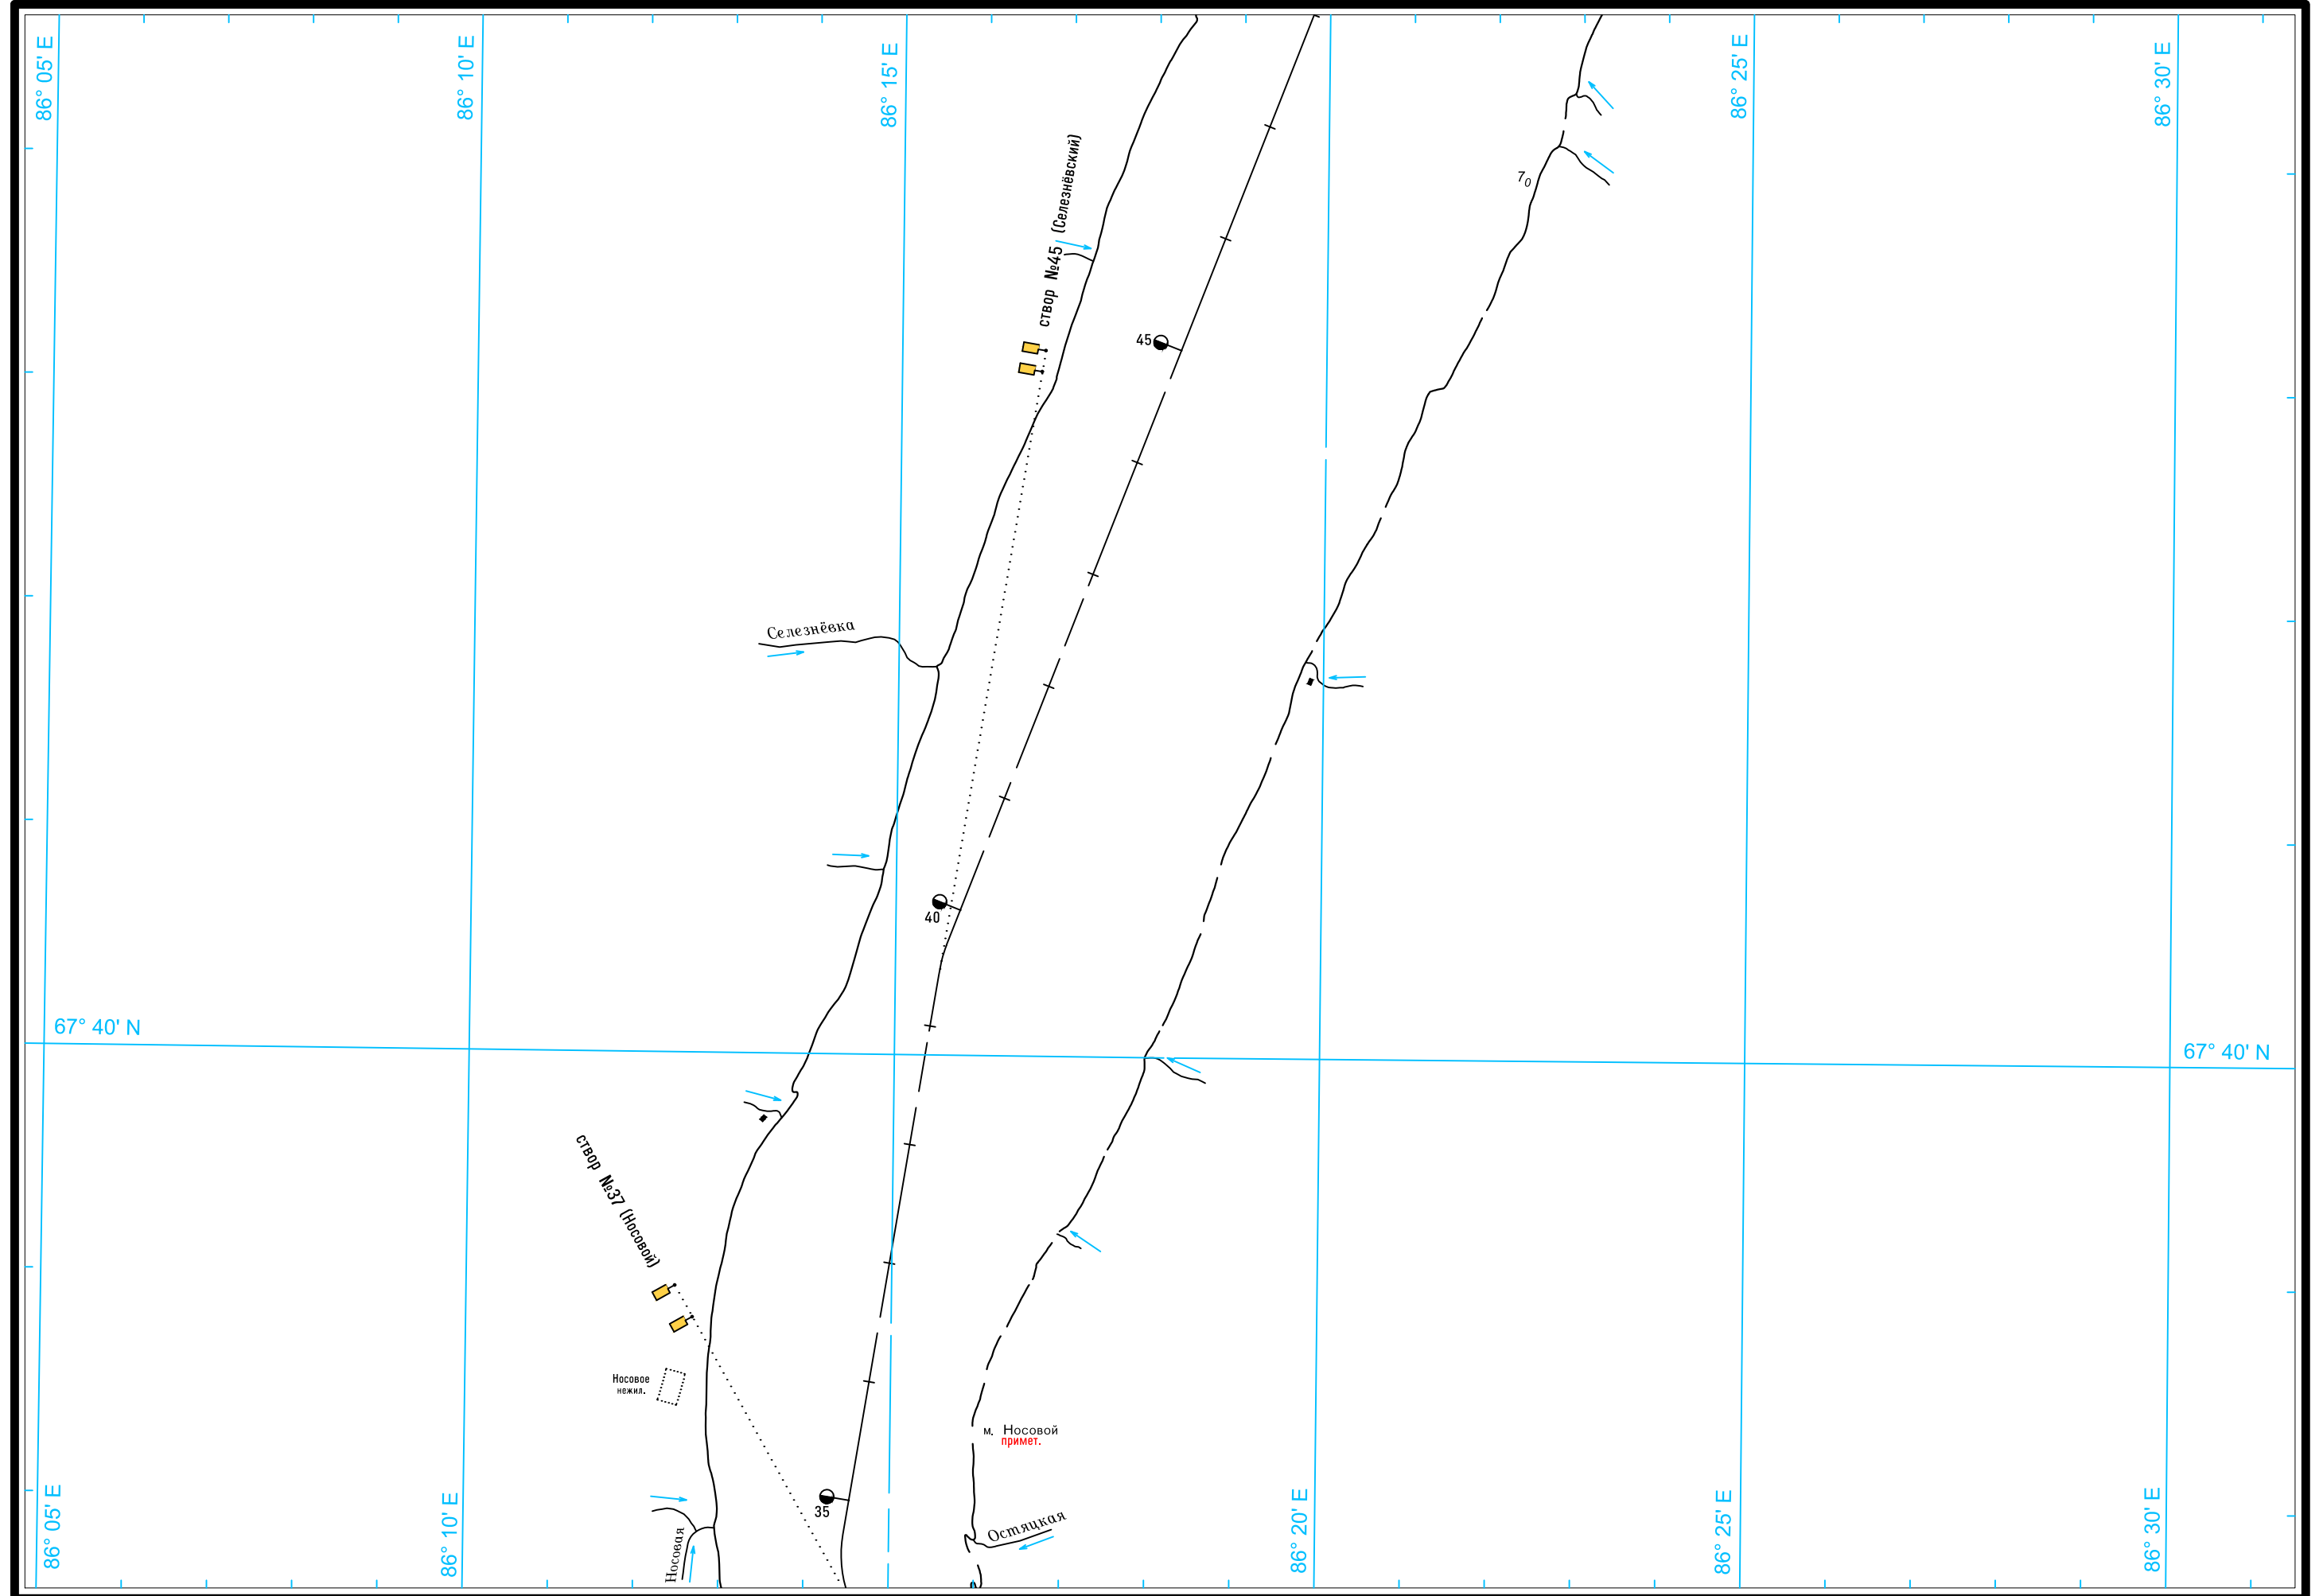 86° 05' E
86° 10' E
86° 15' E
86° 25' E
86° 30' E
7₀
створ №45 (Селезнёвский)
45
Селезнёвка
40
67° 40' N
67° 40' N
створ №37 (Носовой)
Носовое
нежил.
м. Носовой
примет.
35
Остяцкая
Носовая
86° 05' E
86° 10' E
86° 20' E
86° 25' E
86° 30' E